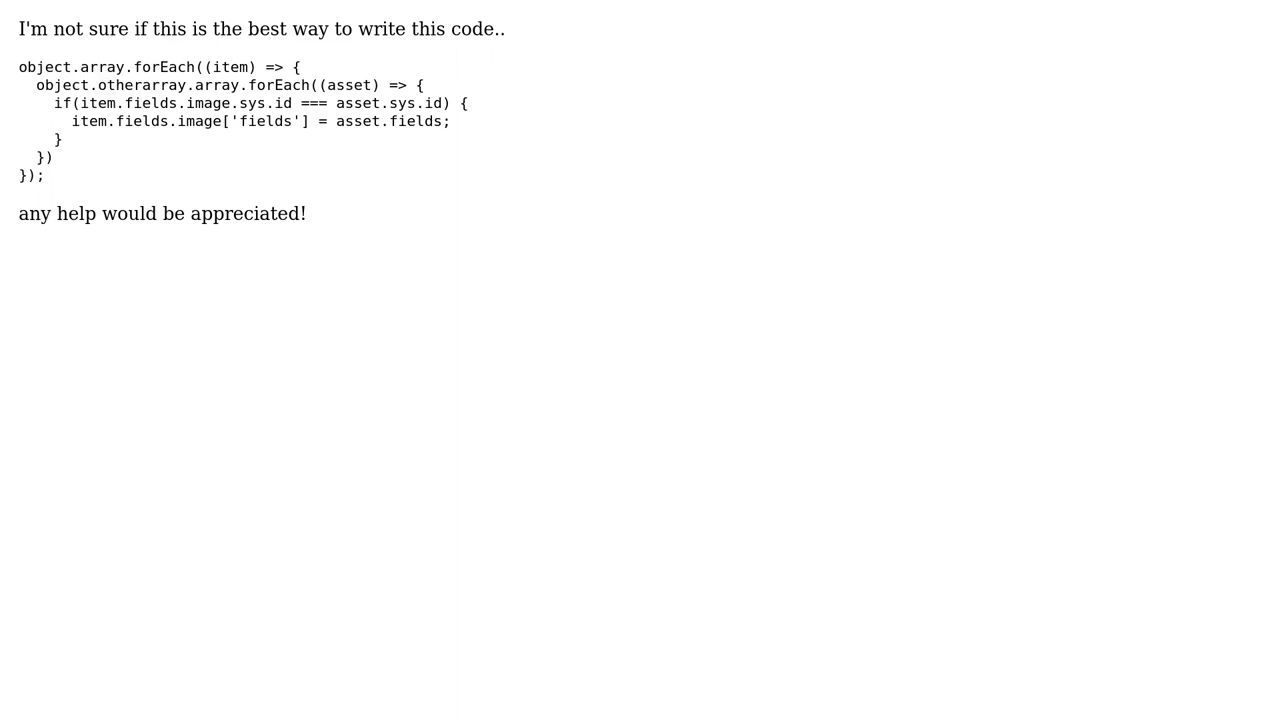 I'm not sure if this is the best way to write this code..
object.array.forEach((item) => {
  object.otherarray.array.forEach((asset) => {
    if(item.fields.image.sys.id === asset.sys.id) {
      item.fields.image['fields'] = asset.fields;
    }
  })
});
any help would be appreciated!